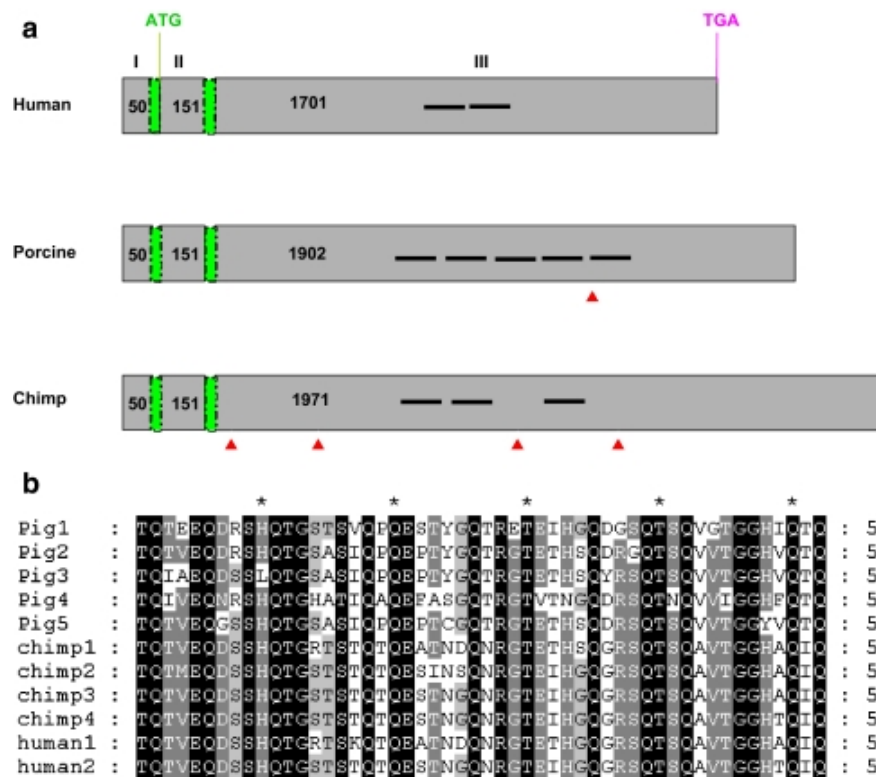 a
ATG TGA
I II III
Human 50 151 1701
Porcine 50 151 1902
Chimp 50 151 1971
b
* * * * *
Pig1 : TQTEEQDRSHQTGSTSVQPQESTYGQTRETEIHGQDGSQTSQVGTGGHIQTQ : 5
Pig2 : TQTVEQDRSHQTGSASIQPQEPTYGQTRGTETHSQDRGQTSQVVTGGHVQTQ : 5
Pig3 : TQIAEQDSSLQTGSASIQPQEPTYGQTRGTETHSQYRSQTSQVVTGGHVQTQ : 5
Pig4 : TQIVEQNRSHQTGHATIQAQEFASGQTRGTVTNGQDRSQTNQVVIGGHFQTQ : 5
Pig5 : TQTVEQGSSHQTGSASIQPQEPTCGQTRGTETHSQDRSQTSQVVTGGYVQTQ : 5
chimp1 : TQTVEQDSSHQTGRTSTQTQEATNDQNRGTETHSQGRSQTSQAVTGGHAQIQ : 5
chimp2 : TQTMEQDSSHQTGSTSTQTQESINSQNRGTEIHGQGRSQTSQAVTGGHAQIQ : 5
chimp3 : TQTVEQDSSHQTGSTSTQTQESTNGQNRGTEIHGQGRSQTSQAVTGGHAQIQ : 5
chimp4 : TQTVEQDSSHQTGSTSTQTQESTNGQNRGTEIHGQGRSQTSQAVTGGHTQIQ : 5
human1 : TQTVEQDSSHQTGRTSKQTQEATNDQNRGTETHGQGRSQTSQAVTGGHAQIQ : 5
human2 : TQTVEQDSSHQTGSTSTQTQESTNGQNRGTEIHGQGRSQTSQAVTGGHTQIQ : 5